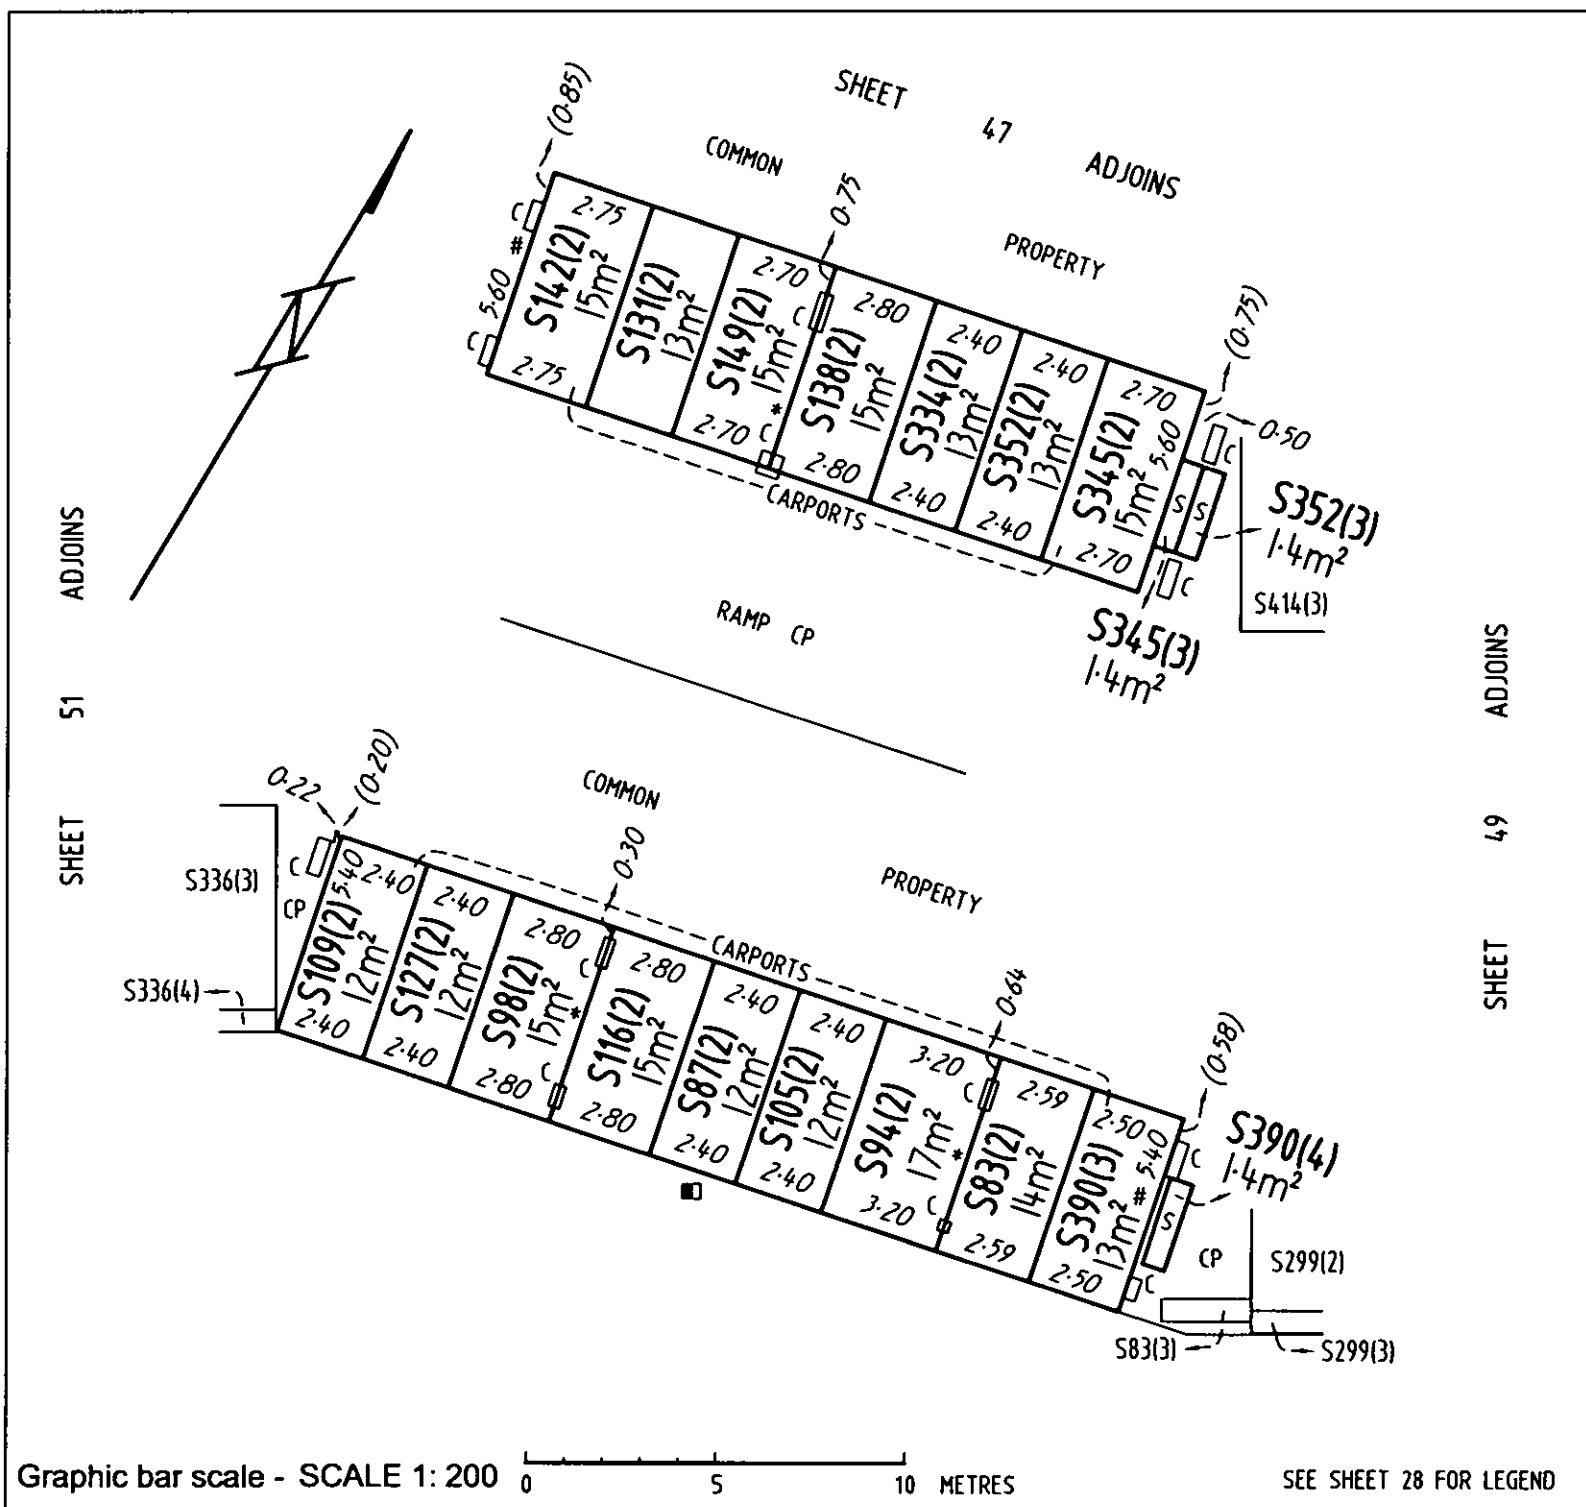 SHEET 47 ADJOINS
COMMON PROPERTY
(0.85)
0.75
(0.75)
0.50
C
#
5.60
C
2.75
S142(2)
15m²
2.75
S131(2)
13m²
2.70
S149(2)
15m²
*
C
C
2.70
2.80
S138(2)
15m²
2.80
2.40
S334(2)
13m²
2.40
2.40
S352(2)
13m²
2.40
2.70
S345(2)
15m²
5.60
2.70
S
S
C
C
S352(3)
1.4m²
S345(3)
1.4m²
S414(3)
CARPORTS
RAMP CP
SHEET 51 ADJOINS
SHEET 49 ADJOINS
COMMON PROPERTY
0.22
(0.20)
0.30
0.64
(0.58)
S336(3)
CP
S336(4)
C
5.40
2.40
S109(2)
12m²
2.40
2.40
S127(2)
12m²
2.40
2.80
S98(2)
15m²
*
C
C
2.80
CARPORTS
2.80
S116(2)
15m²
2.80
2.40
S87(2)
12m²
2.40
2.40
S105(2)
12m²
2.40
3.20
S94(2)
17m²
*
C
C
3.20
2.59
S83(2)
14m²
2.59
2.50
S390(3)
13m²
#
5.40
2.50
C
S
C
S390(4)
1.4m²
CP
S299(2)
S83(3)
S299(3)
Graphic bar scale - SCALE 1: 200
0 5 10 METRES
SEE SHEET 28 FOR LEGEND